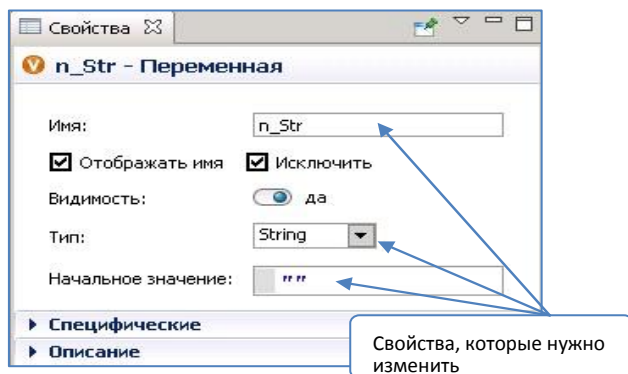 Свойства
n_Str - Переменная
Имя: n_Str
Отображать имя Исключить
Видимость: да
Тип: String
Начальное значение: ""
Специфические
Описание
Свойства, которые нужно
изменить